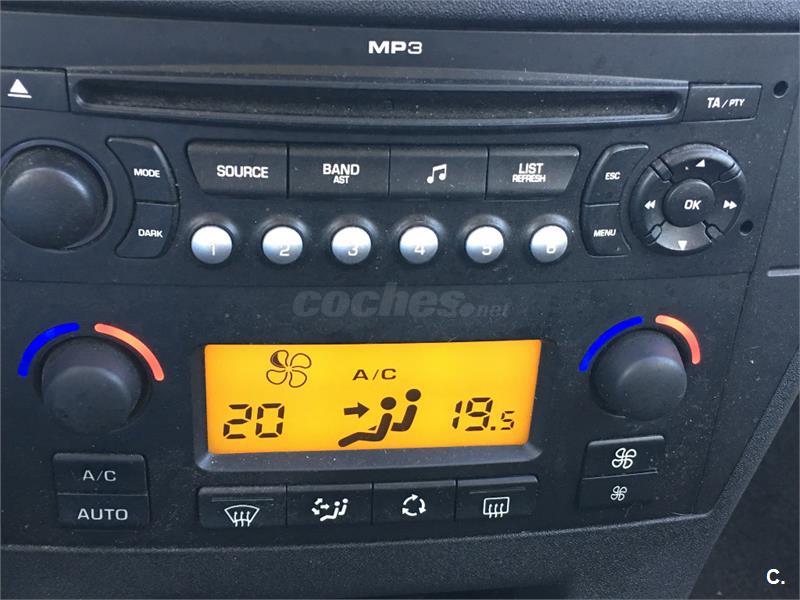 MP3
TA/PTY
MODE
SOURCE
BAND
AST
LIST
REFRESH
ESC
OK
DARK
MENU
1 2 3 4 5 6
coches.net
A/C
20
19.5
A/C
AUTO
C.